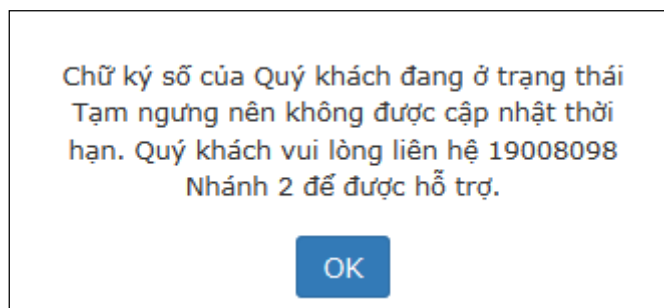 Chữ ký số của Quý khách đang ở trạng thái
Tạm ngưng nên không được cập nhật thời
hạn. Quý khách vui lòng liên hệ 19008098
Nhánh 2 để được hỗ trợ.
OK